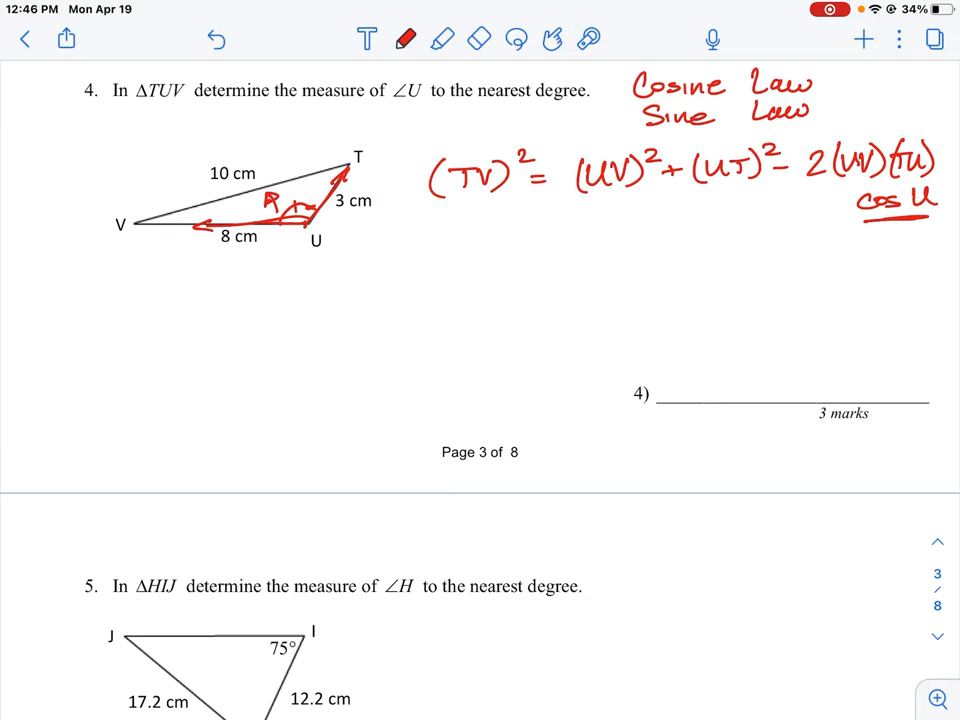 12:46 PM Mon Apr 19
34%
4. In ΔTUV determine the measure of ∠U to the nearest degree.
Cosine Law
Sine Law
T
10 cm
3 cm
V
8 cm
U
(TV)² = (UV)² + (UT)² - 2(UV)(TU)
cos U
4)
3 marks
Page 3 of 8
5. In ΔHIJ determine the measure of ∠H to the nearest degree.
3
/
8
J
I
75°
17.2 cm
12.2 cm